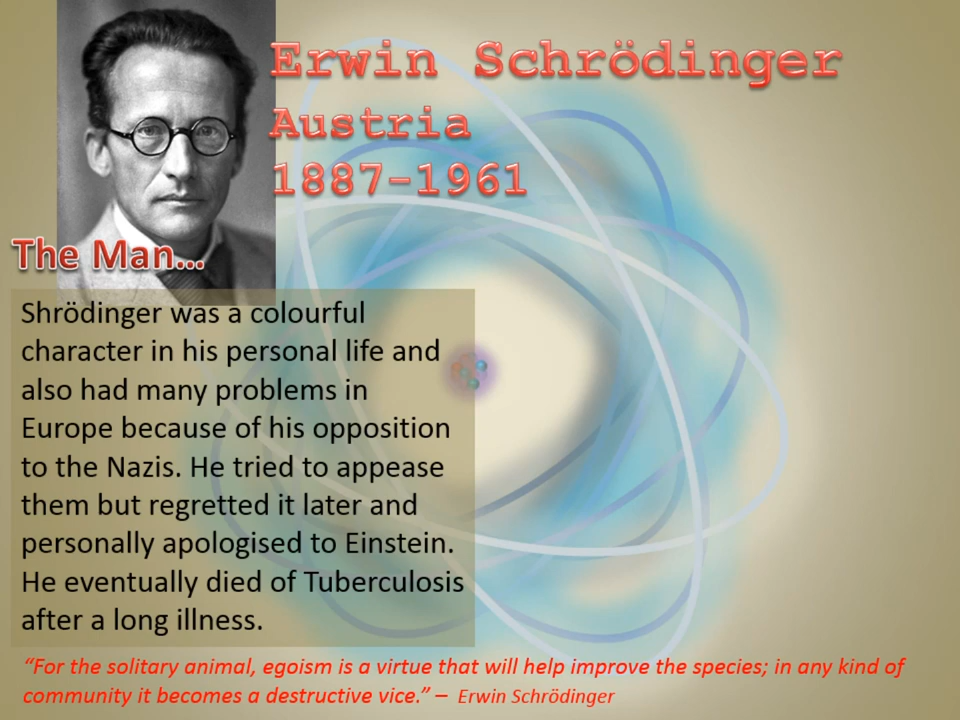 Erwin Schrödinger
Austria
1887-1961
The Man...
Shrödinger was a colourful
character in his personal life and
also had many problems in
Europe because of his opposition
to the Nazis. He tried to appease
them but regretted it later and
personally apologised to Einstein.
He eventually died of Tuberculosis
after a long illness.
“For the solitary animal, egoism is a virtue that will help improve the species; in any kind of
community it becomes a destructive vice.” – Erwin Schrödinger